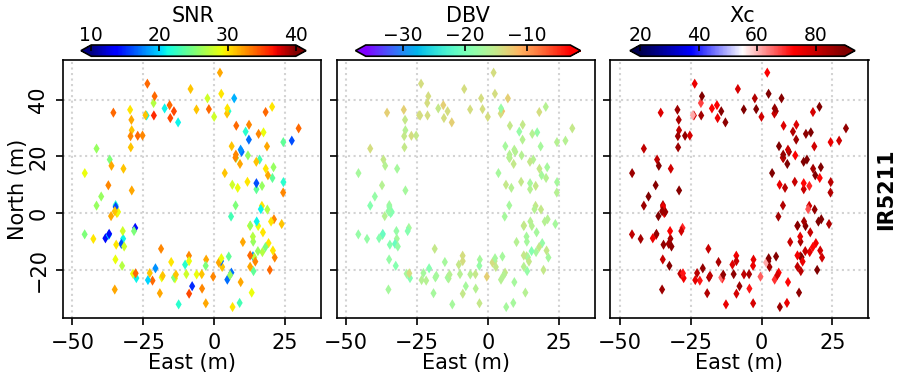 SNR DBV Xc
10 20 30 40 −30 −20 −10 20 40 60 80
40
20
0
−20
North (m)
IR5211
−50 −25 0 25 −50 −25 0 25 −50 −25 0 25
East (m) East (m) East (m)